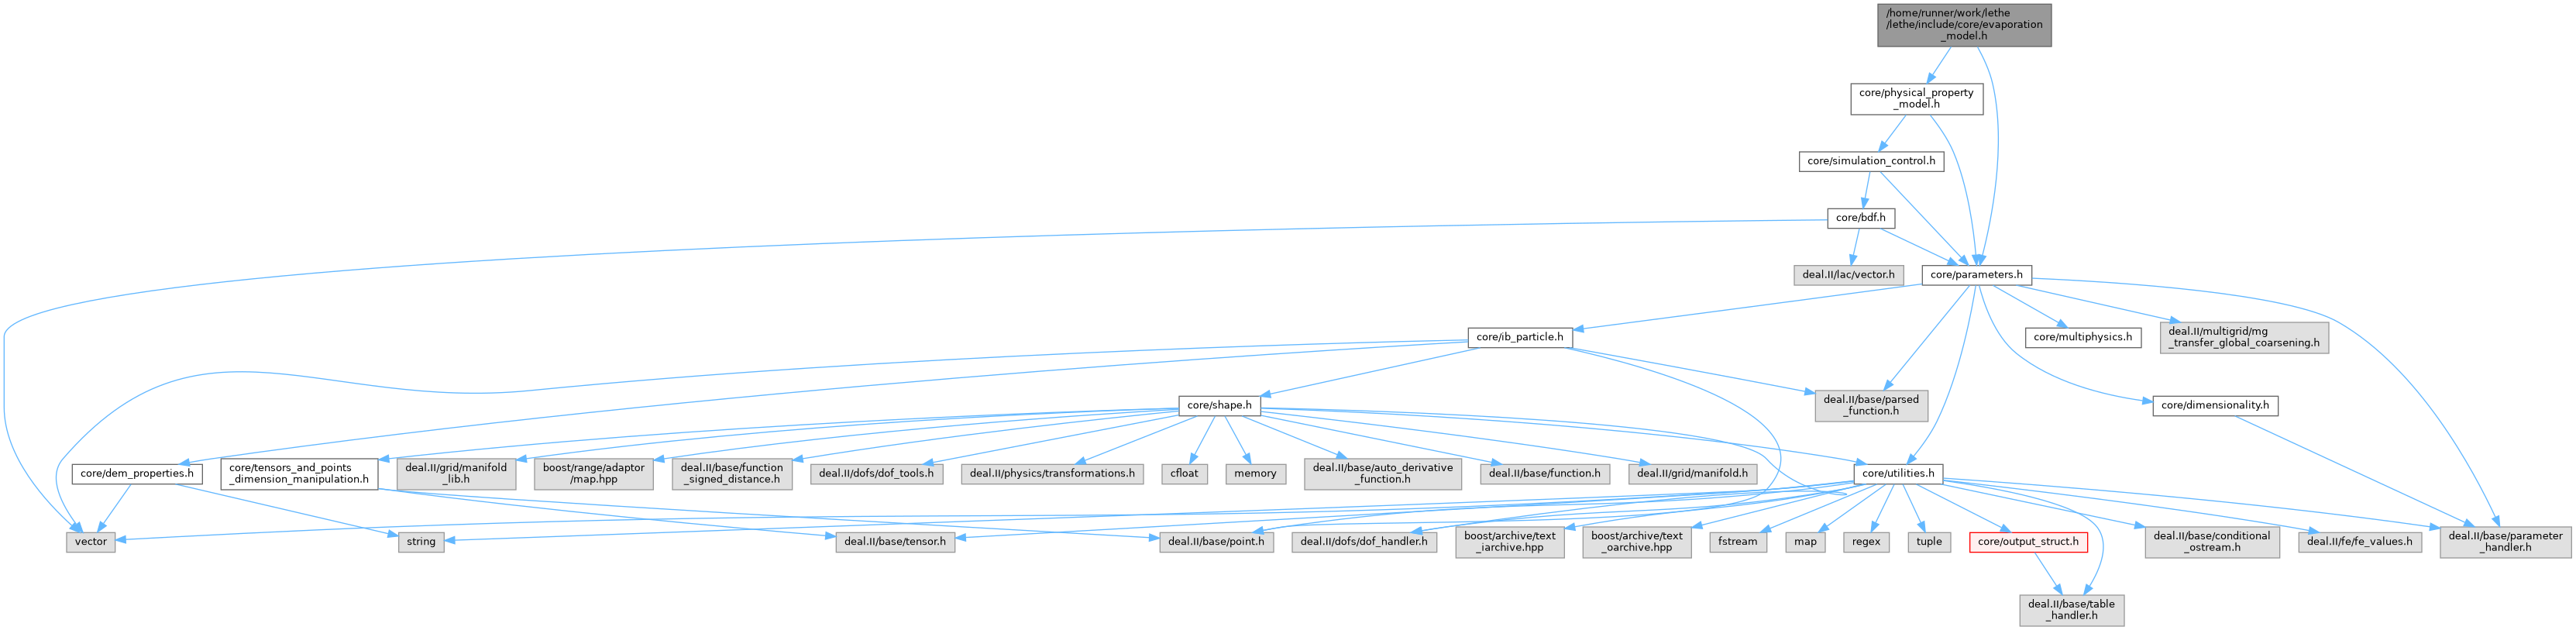 /home/runner/work/lethe
/lethe/include/core/evaporation
_model.h
core/physical_property
_model.h
core/simulation_control.h
core/bdf.h
deal.II/lac/vector.h
core/parameters.h
core/ib_particle.h
core/multiphysics.h
deal.II/multigrid/mg
_transfer_global_coarsening.h
core/shape.h
deal.II/base/parsed
_function.h
core/dimensionality.h
core/dem_properties.h
core/tensors_and_points
_dimension_manipulation.h
deal.II/grid/manifold
_lib.h
boost/range/adaptor
/map.hpp
deal.II/base/function
_signed_distance.h
deal.II/dofs/dof_tools.h
deal.II/physics/transformations.h
cfloat
memory
deal.II/base/auto_derivative
_function.h
deal.II/base/function.h
deal.II/grid/manifold.h
core/utilities.h
vector
string
deal.II/base/tensor.h
deal.II/base/point.h
deal.II/dofs/dof_handler.h
boost/archive/text
_iarchive.hpp
boost/archive/text
_oarchive.hpp
fstream
map
regex
tuple
core/output_struct.h
deal.II/base/conditional
_ostream.h
deal.II/fe/fe_values.h
deal.II/base/parameter
_handler.h
deal.II/base/table
_handler.h